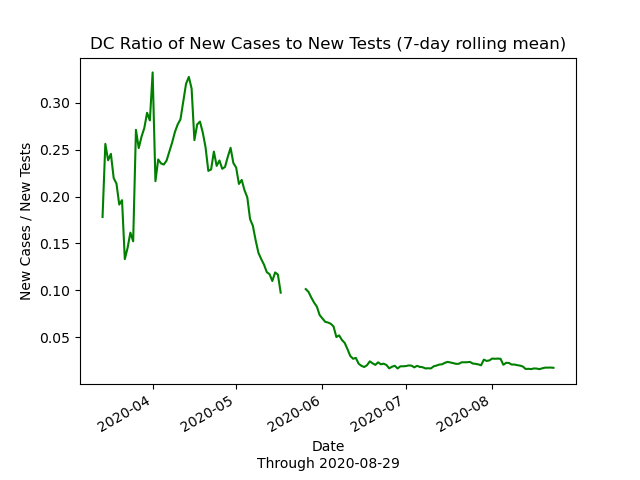 DC Ratio of New Cases to New Tests (7-day rolling mean)
New Cases / New Tests
0.30
0.25
0.20
0.15
0.10
0.05
2020-04
2020-05
2020-06
2020-07
2020-08
Date
Through 2020-08-29